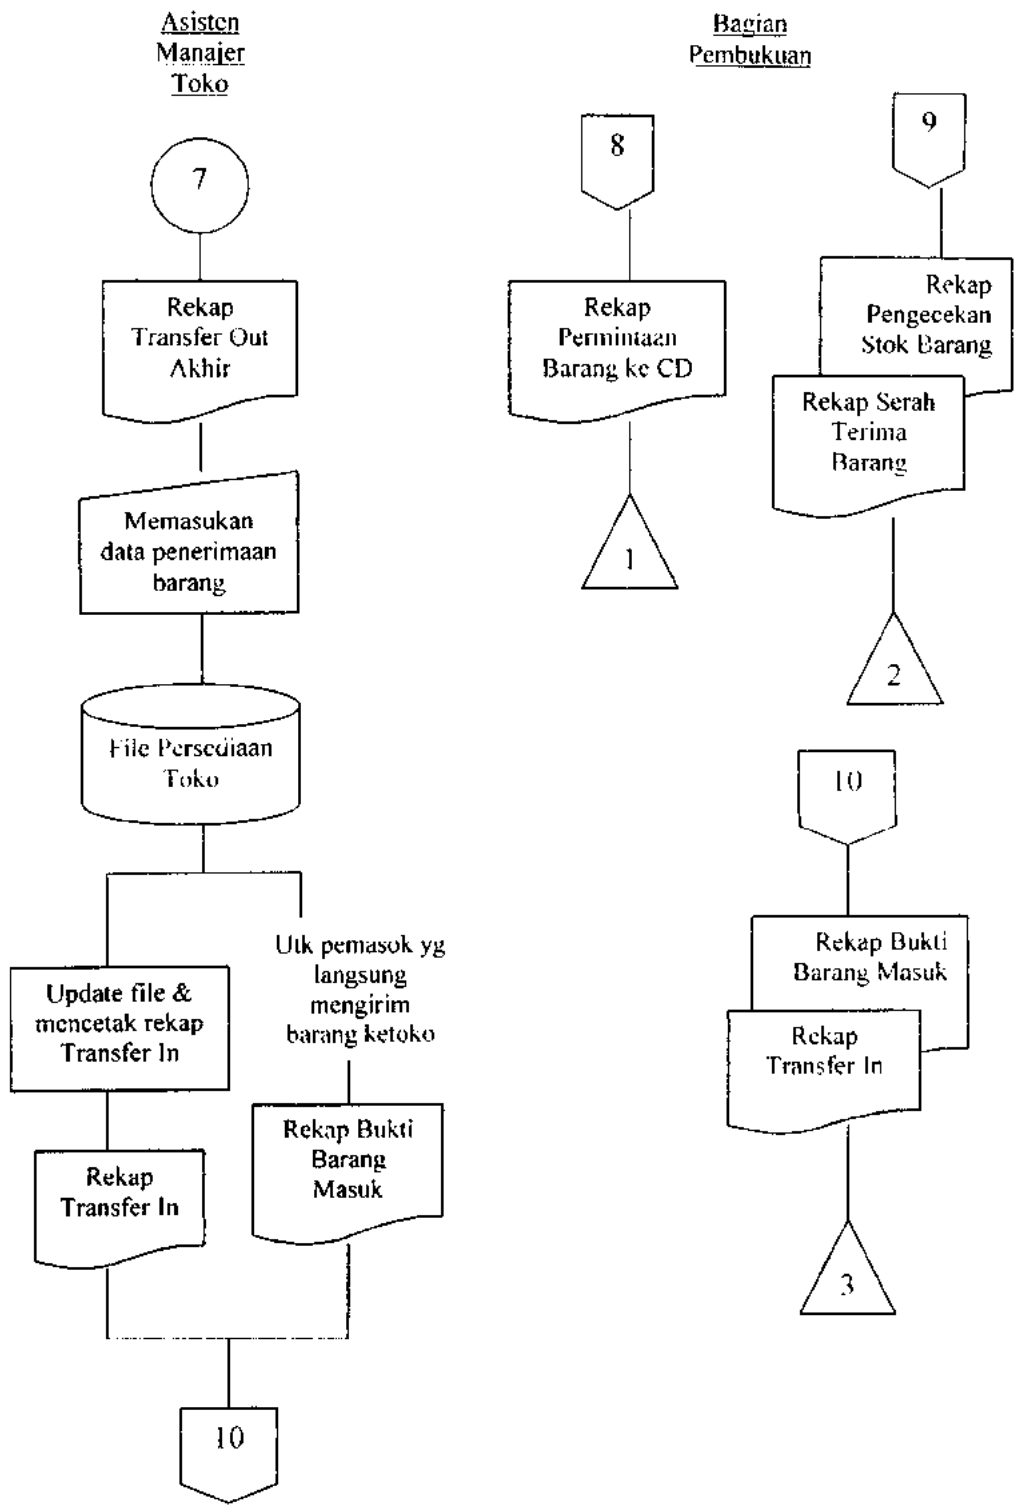 Asisten
Manajer
Toko
7
Rekap
Transfer Out
Akhir
Memasukan
data penerimaan
barang
File Persediaan
Toko
Update file &
mencetak rekap
Transfer In
Utk pemasok yg
langsung
mengirim
barang ketoko
Rekap
Transfer In
Rekap Bukti
Barang
Masuk
10
Bagian
Pembukuan
8
Rekap
Permintaan
Barang ke CD
1
9
Rekap
Pengecekan
Stok Barang
Rekap Serah
Terima
Barang
2
10
Rekap Bukti
Barang Masuk
Rekap
Transfer In
3